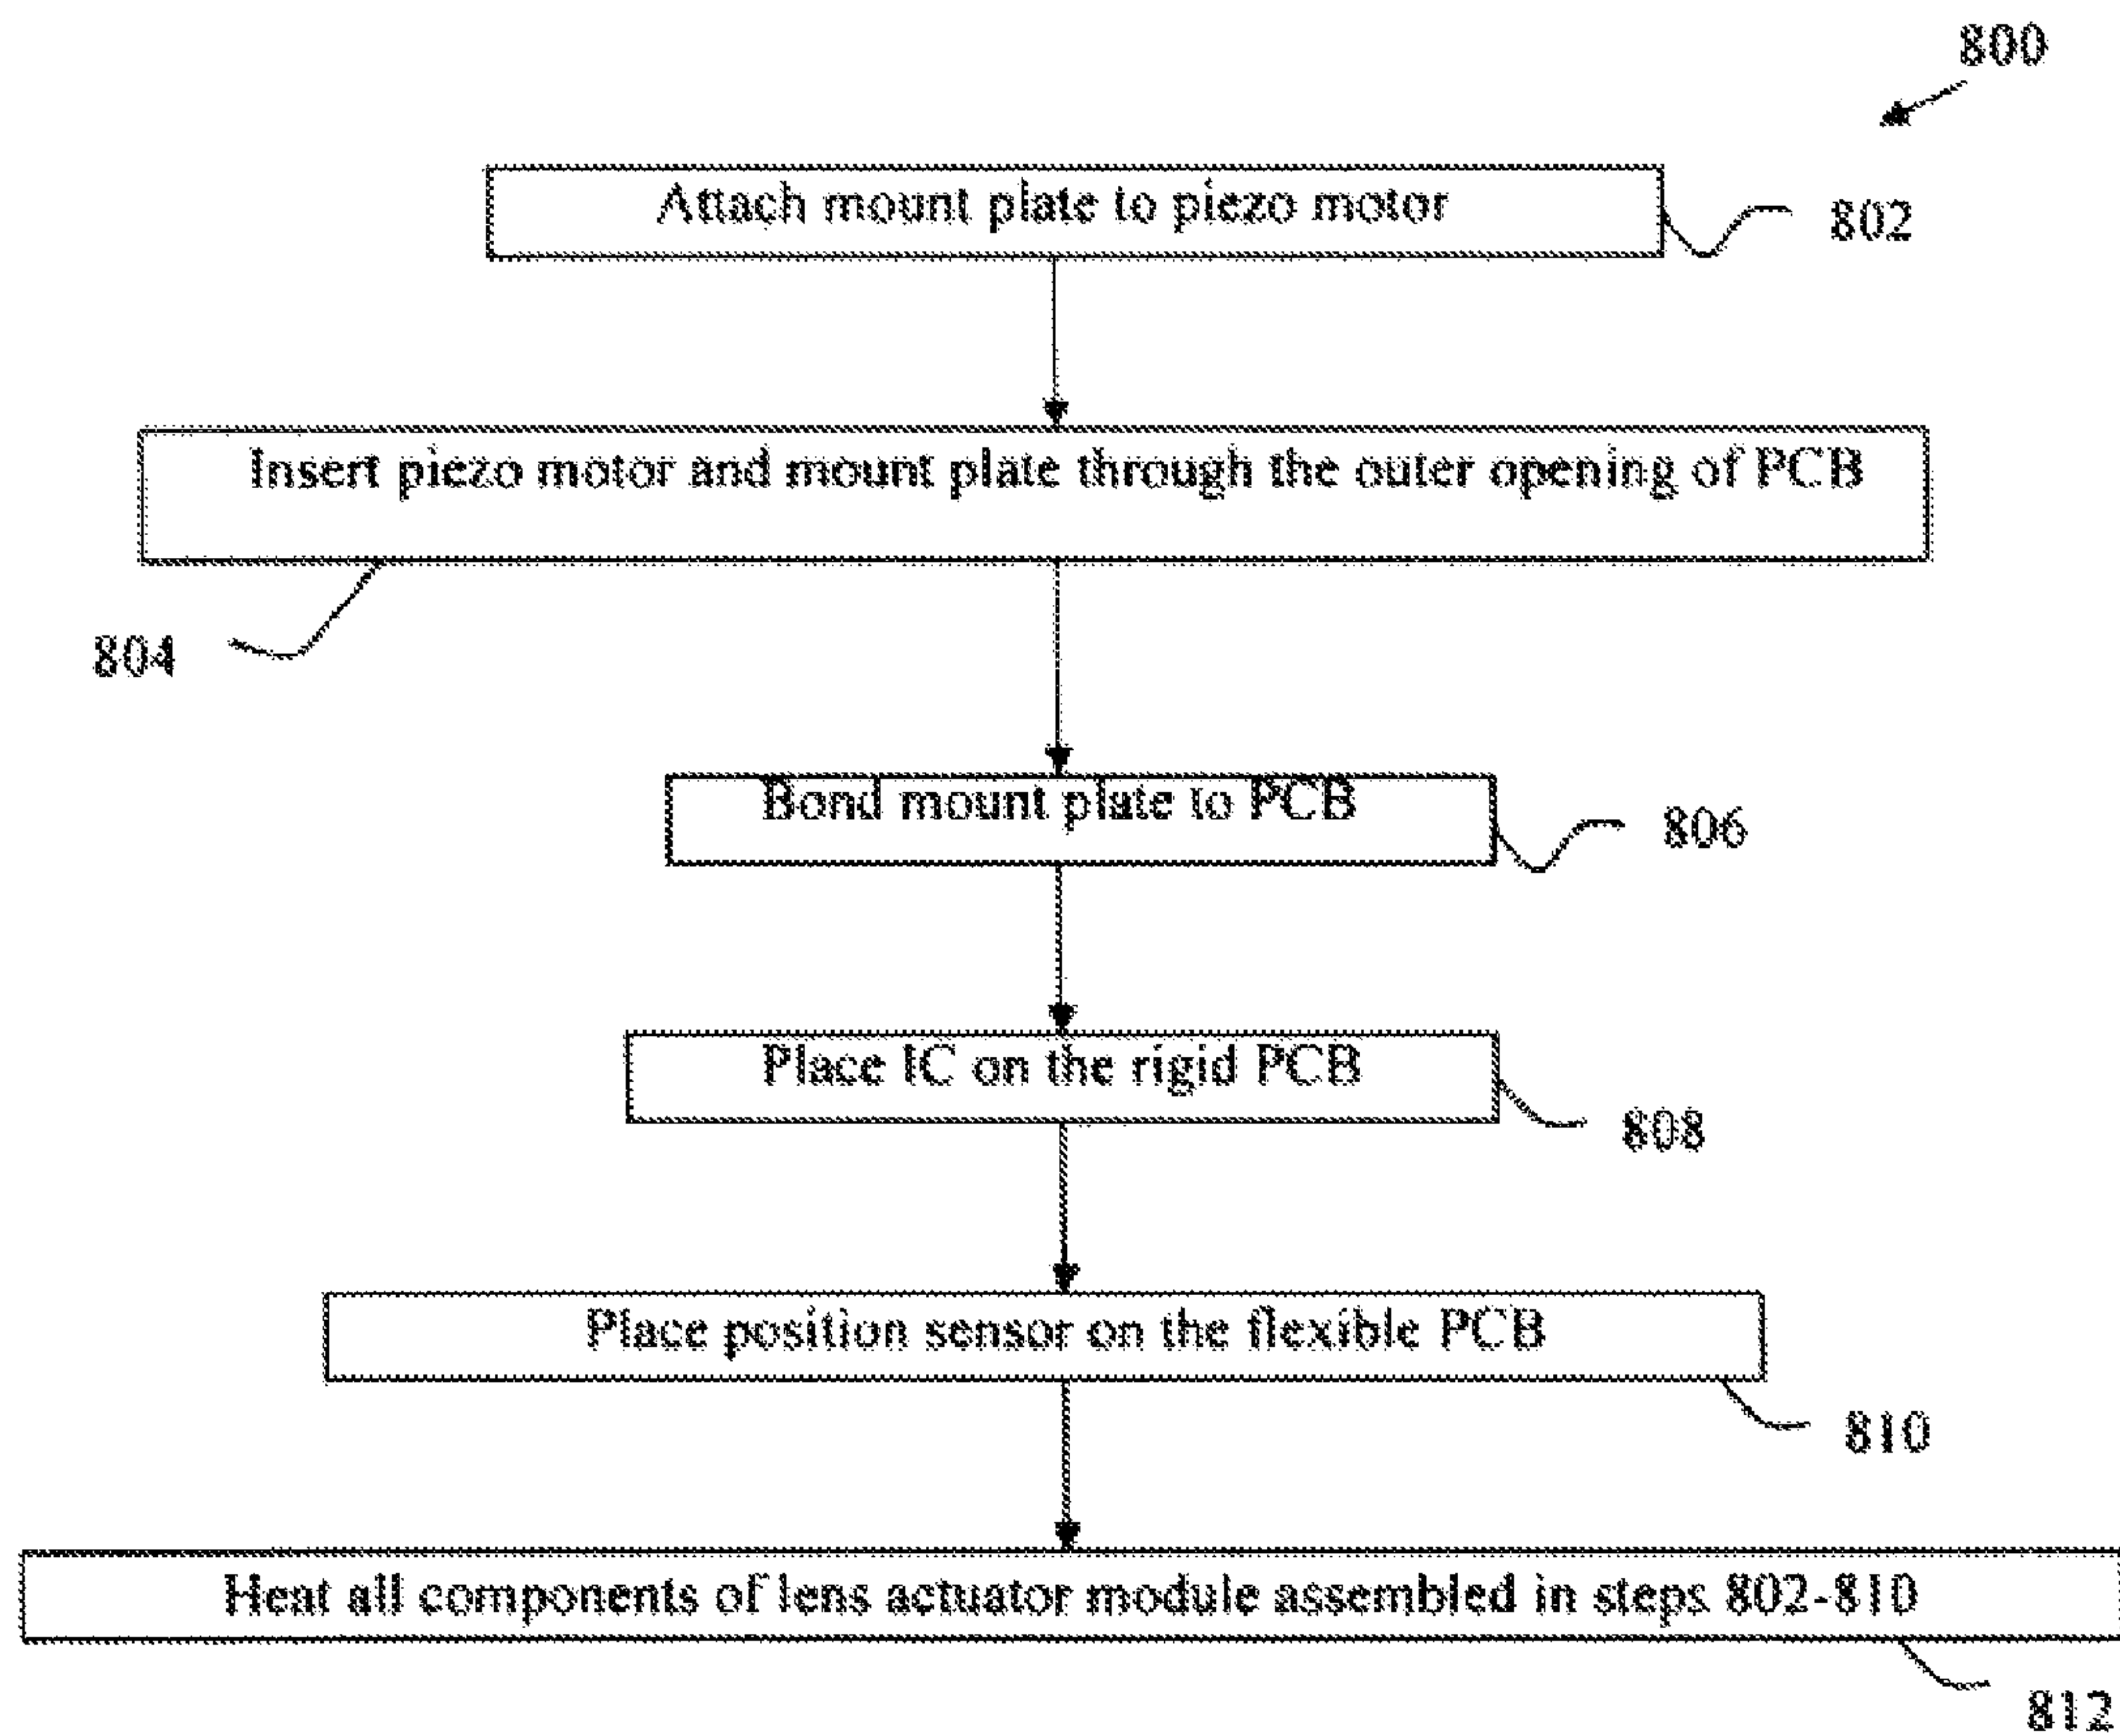 800
Attach mount plate to piezo motor
802
Insert piezo motor and mount plate through the outer opening of PCB
804
Bond mount plate to PCB
806
Place IC on the rigid PCB
808
Place position sensor on the flexible PCB
810
Heat all components of lens actuator module assembled in steps 802-810
812